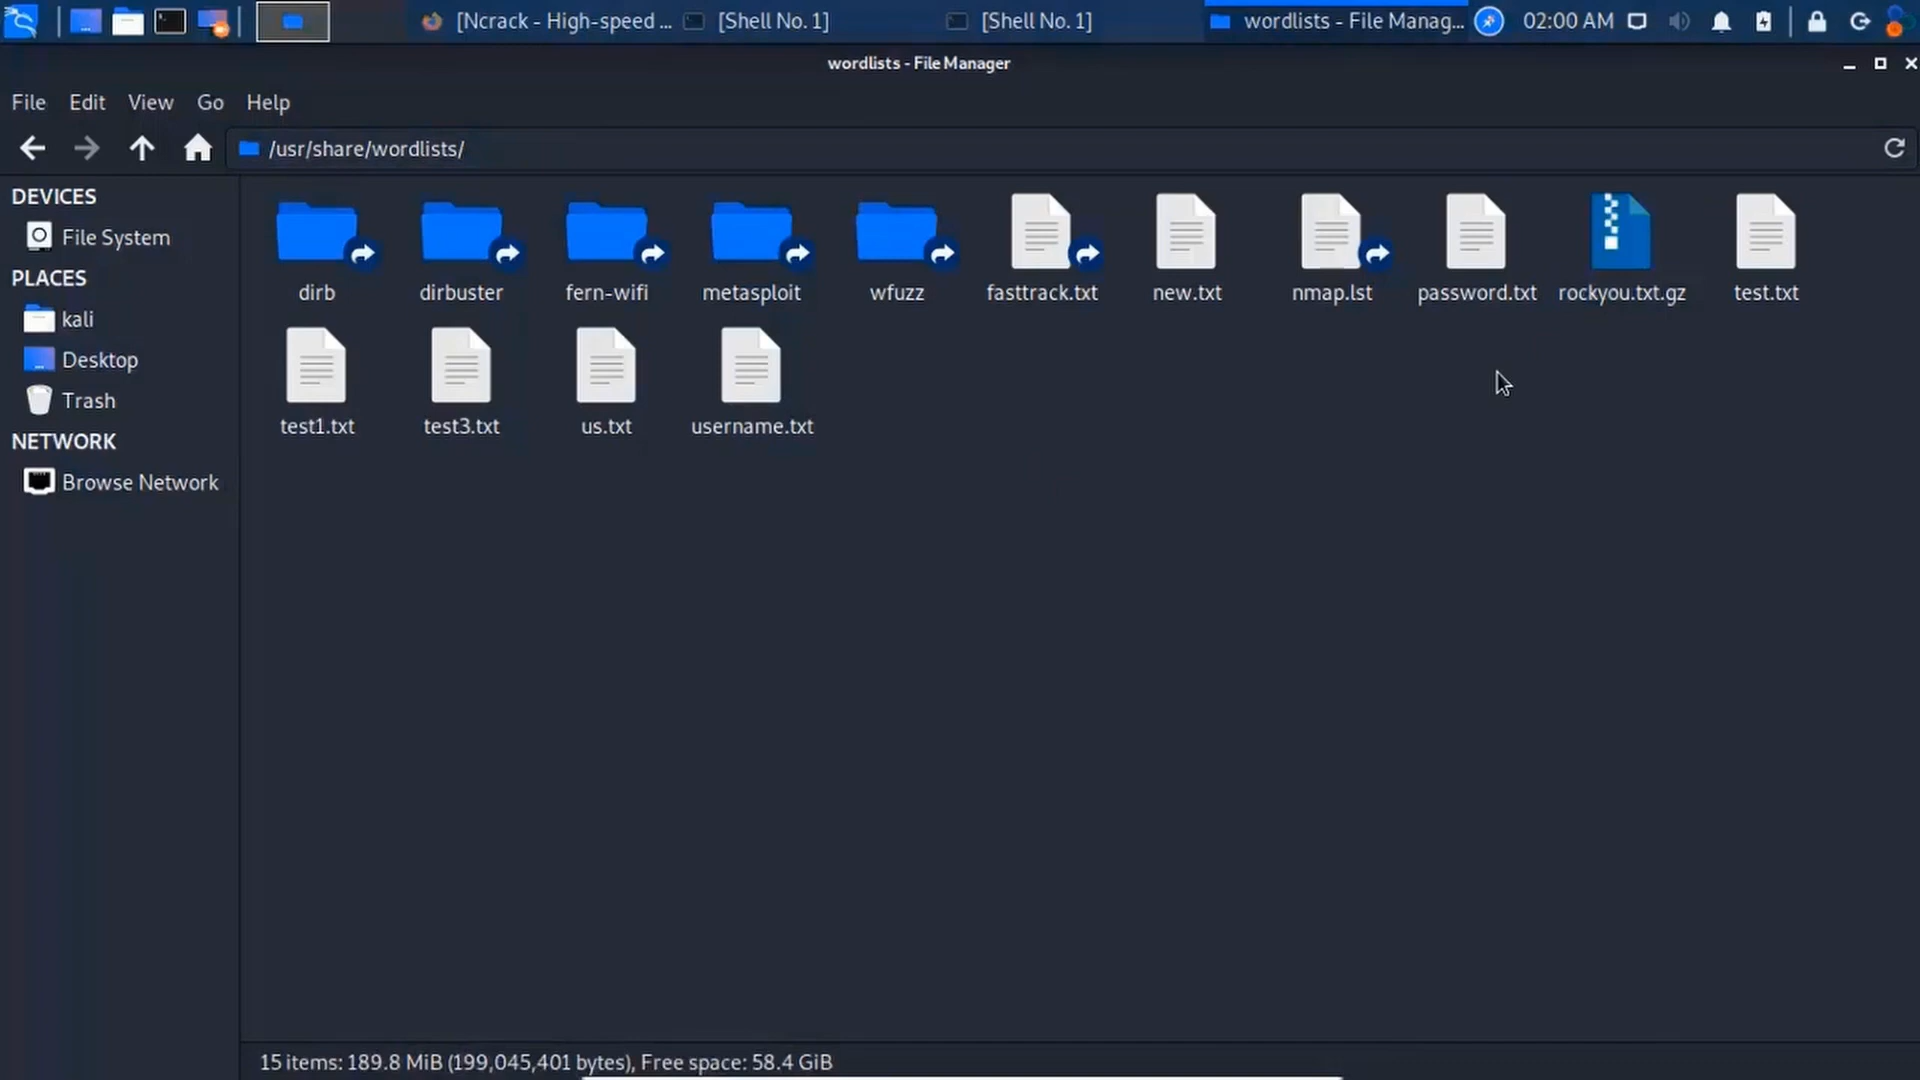 [Ncrack - High-speed ... [Shell No. 1] [Shell No. 1] wordlists - File Manag... 02:00 AM
wordlists - File Manager
File Edit View Go Help
/usr/share/wordlists/
DEVICES
File System
PLACES
kali
Desktop
Trash
NETWORK
Browse Network
dirb dirbuster fern-wifi metasploit wfuzz fasttrack.txt new.txt nmap.lst password.txt rockyou.txt.gz test.txt
test1.txt test3.txt us.txt username.txt
15 items: 189.8 MiB (199,045,401 bytes), Free space: 58.4 GiB